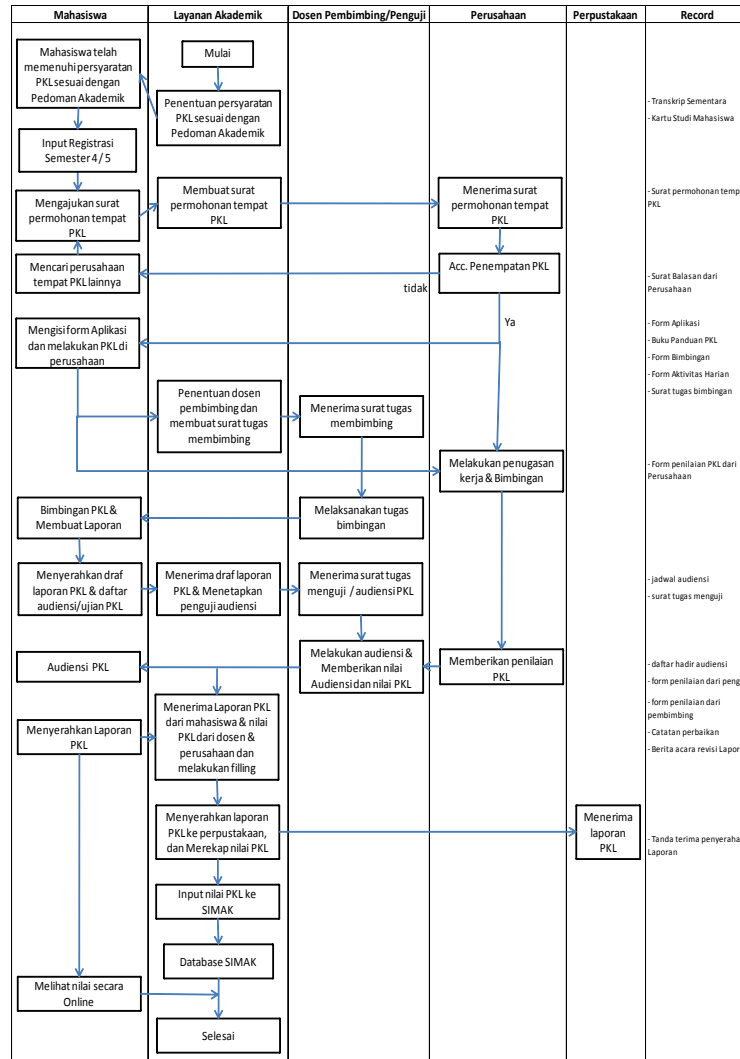 Mahasiswa
Layanan Akademik
Dosen Pembimbing/Penguji
Perusahaan
Perpustakaan
Record
Mulai
Mahasiswa telah
memenuhi persyaratan
PKL sesuai dengan
Pedoman Akademik
Penentuan persyaratan
PKL sesuai dengan
Pedoman Akademik
- Transkrip Sementara
- Kartu Studi Mahasiswa
Input Registrasi
Semester 4 / 5
Mengajukan surat
permohonan tempat
PKL
Membuat surat
permohonan tempat
PKL
Menerima surat
permohonan tempat
PKL
- Surat permohonan temp
PKL
Mencari perusahaan
tempat PKL lainnya
Acc. Penempatan PKL
tidak
- Surat Balasan dari
Perusahaan
Ya
Mengisi form Aplikasi
dan melakukan PKL di
perusahaan
- Form Aplikasi
- Buku Panduan PKL
- Form Bimbingan
- Form Aktivitas Harian
- Surat tugas bimbingan
Penentuan dosen
pembimbing dan
membuat surat tugas
membimbing
Menerima surat tugas
membimbing
Melakukan penugasan
kerja & Bimbingan
- Form penilaian PKL dari
Perusahaan
Bimbingan PKL &
Membuat Laporan
Melaksanakan tugas
bimbingan
Menyerahkan draf
laporan PKL & daftar
audiensi/ujian PKL
Menerima draf laporan
PKL & Menetapkan
penguji audiensi
Menerima surat tugas
menguji / audiensi PKL
- jadwal audiensi
- surat tugas menguji
Audiensi PKL
Melakukan audiensi &
Memberikan nilai
Audiensi dan nilai PKL
Memberikan penilaian
PKL
- daftar hadir audiensi
- form penilaian dari peng
- form penilaian dari
pembimbing
- Catatan perbaikan
- Berita acara revisi Lapor
Menyerahkan Laporan
PKL
Menerima Laporan PKL
dari mahasiswa & nilai
PKL dari dosen &
perusahaan dan
melakukan filling
Menyerahkan laporan
PKL ke perpustakaan,
dan Merekap nilai PKL
Menerima
laporan
PKL
- Tanda terima penyeraha
Laporan
Input nilai PKL ke
SIMAK
Database SIMAK
Melihat nilai secara
Online
Selesai